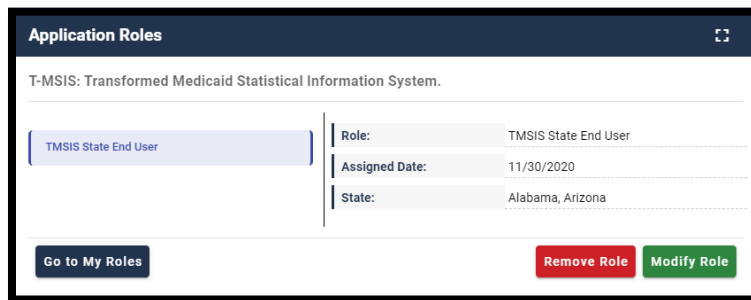 Application Roles
T-MSIS: Transformed Medicaid Statistical Information System.
TMSIS State End User
Role: TMSIS State End User
Assigned Date: 11/30/2020
State: Alabama, Arizona
Go to My Roles Remove Role Modify Role